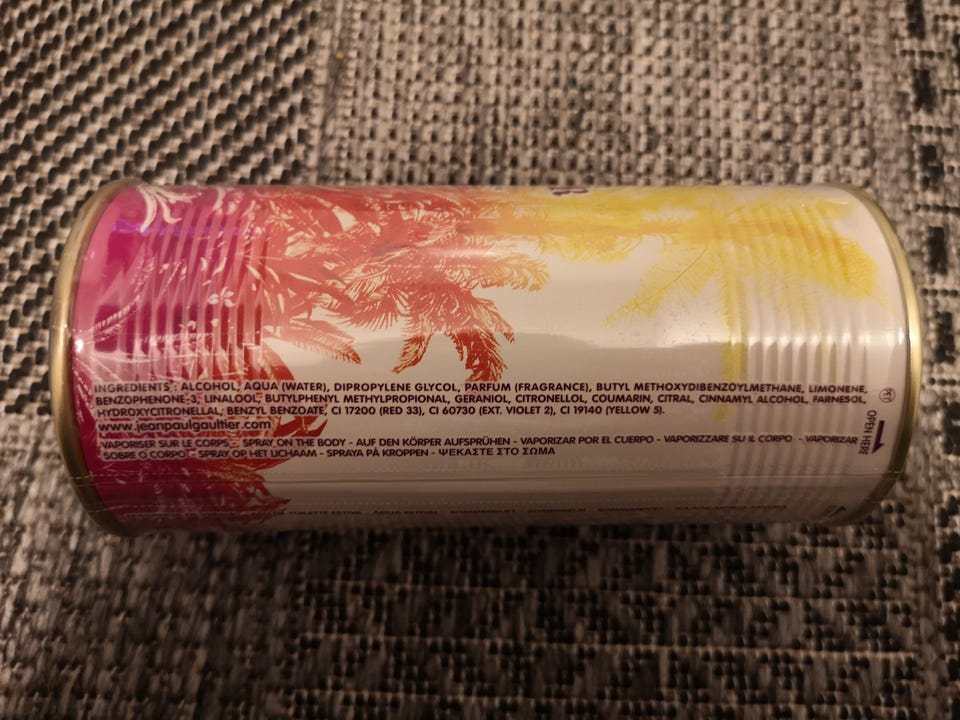 INGREDIENTS : ALCOHOL, AQUA (WATER), DIPROPYLENE GLYCOL, PARFUM (FRAGRANCE), BUTYL METHOXYDIBENZOYLMETHANE, LIMONENE,
BENZOPHENONE-3, LINALOOL, BUTYLPHENYL METHYLPROPIONAL, GERANIOL, CITRONELLOL, COUMARIN, CITRAL, CINNAMYL ALCOHOL, FARNESOL,
HYDROXYCITRONELLAL, BENZYL BENZOATE, CI 17200 (RED 33), CI 60730 (EXT. VIOLET 2), CI 19140 (YELLOW 5).
www.jeanpaulgaultier.com
VAPORISER SUR LE CORPS - SPRAY ON THE BODY - AUF DEN KÖRPER AUFSPRÜHEN - VAPORIZAR POR EL CUERPO - VAPORIZZARE SU IL CORPO - VAPORIZAR
SOBRE O CORPO - SPRAY OP HET LICHAAM - SPRAYA PÅ KROPPEN - ΨΕΚΑΣΤΕ ΣΤΟ ΣΩΜΑ
OPEN HERE